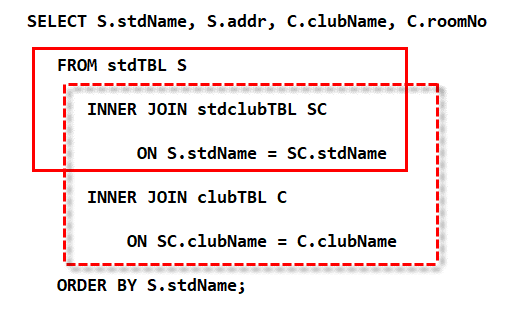 SELECT S.stdName, S.addr, C.clubName, C.roomNo
FROM stdTBL S
INNER JOIN stdclubTBL SC
ON S.stdName = SC.stdName
INNER JOIN clubTBL C
ON SC.clubName = C.clubName
ORDER BY S.stdName;